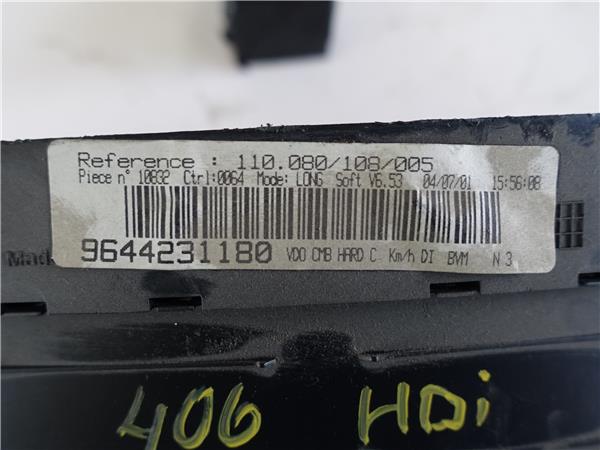 Reference : 110.080/108/005
Piece n° 10832 Ctrl:0064 Mode: LONG Soft V6.53 04/07/01 15:56:08
Mad
9644231180 VDO CMB HARD C Km/h DI BVM N 3
406 HDi